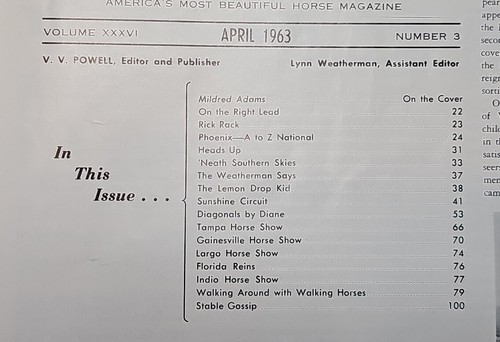 AMERICA'S MOST BEAUTIFUL HORSE MAGAZINE
VOLUME XXXVI APRIL 1963 NUMBER 3
V. V. POWELL, Editor and Publisher Lynn Weatherman, Assistant Editor
In
This
Issue . . .
Mildred Adams On the Cover
On the Right Lead 22
Rick Rack 23
Phoenix—A to Z National 24
Heads Up 31
'Neath Southern Skies 33
The Weatherman Says 37
The Lemon Drop Kid 38
Sunshine Circuit 41
Diagonals by Diane 53
Tampa Horse Show 66
Gainesville Horse Show 70
Largo Horse Show 74
Florida Reins 76
Indio Horse Show 77
Walking Around with Walking Horses 79
Stable Gossip 100